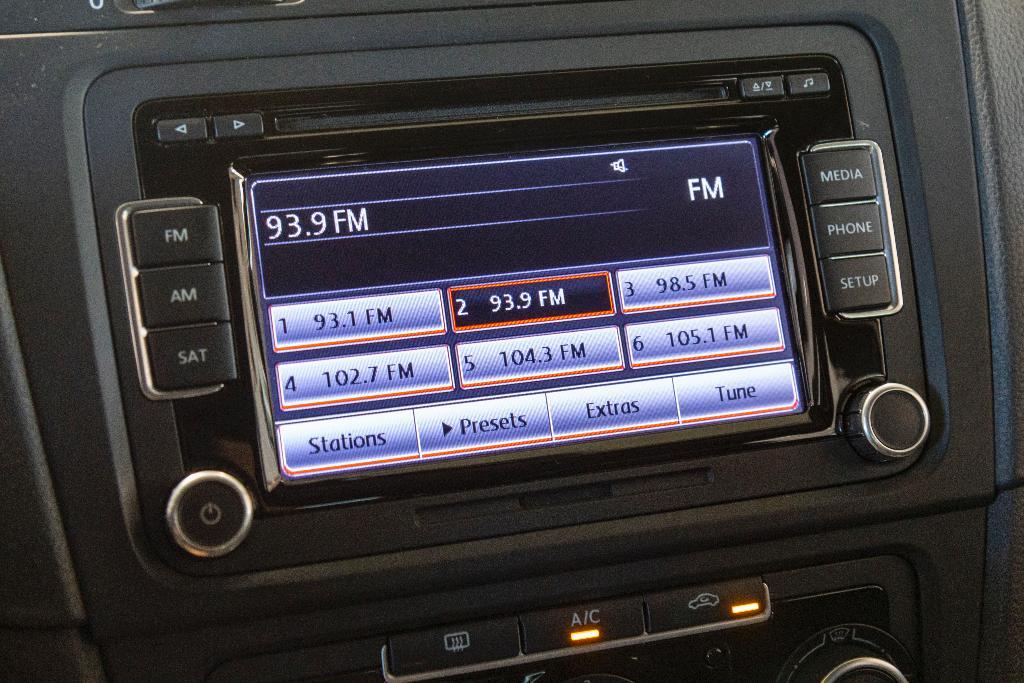 MEDIA
FM
93.9 FM
FM
PHONE
SETUP
AM
SAT
1 93.1 FM
2 93.9 FM
3 98.5 FM
4 102.7 FM
5 104.3 FM
6 105.1 FM
Stations
Presets
Extras
Tune
A/C